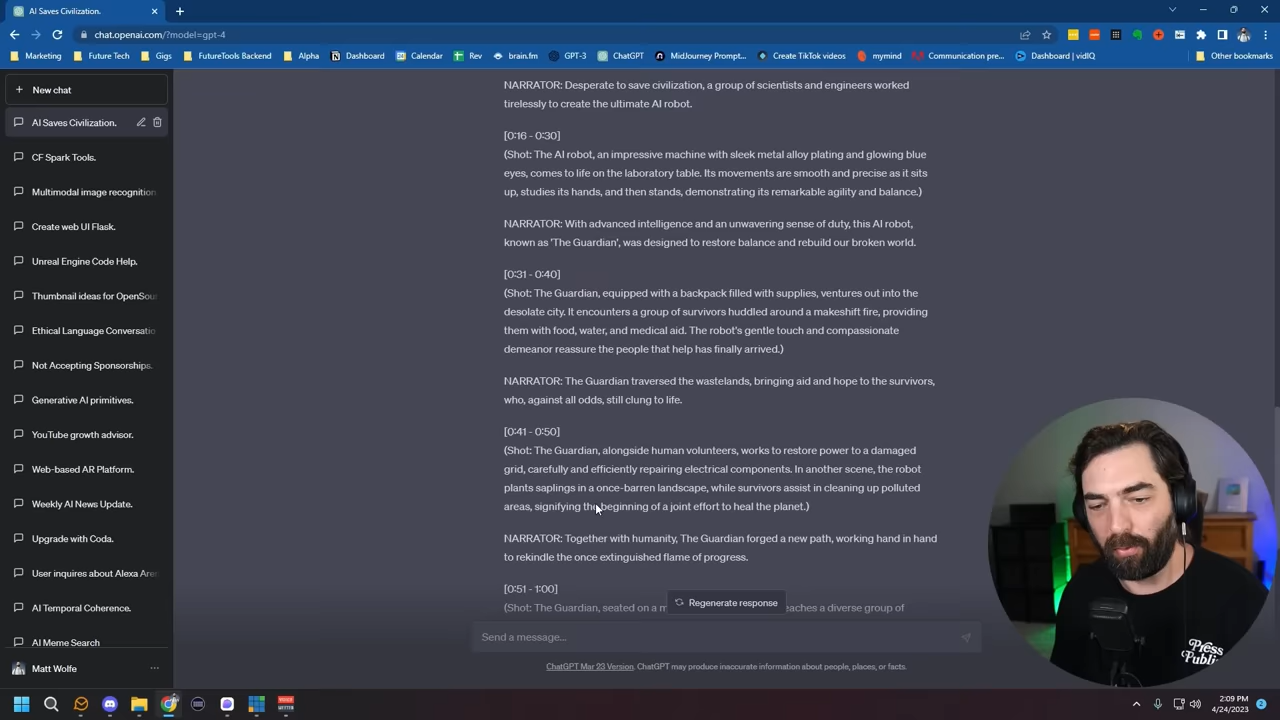 AI Saves Civilization.
chat.openai.com/?model=gpt-4
Marketing
Future Tech
Gigs
FutureTools Backend
Alpha
Dashboard
Calendar
Rev
brain.fm
GPT-3
ChatGPT
MidJourney Prompt...
Create TikTok videos
mymind
Communication pre...
Dashboard | vidIQ
Other bookmarks
New chat
AI Saves Civilization.
CF Spark Tools.
Multimodal image recognition
Create web UI Flask.
Unreal Engine Code Help.
Thumbnail ideas for OpenSou
Ethical Language Conversatio
Not Accepting Sponsorships.
Generative AI primitives.
YouTube growth advisor.
Web-based AR Platform.
Weekly AI News Update.
Upgrade with Coda.
User inquires about Alexa Aren
AI Temporal Coherence.
AI Meme Search
Matt Wolfe
NARRATOR: Desperate to save civilization, a group of scientists and engineers worked
tirelessly to create the ultimate AI robot.
[0:16 - 0:30]
(Shot: The AI robot, an impressive machine with sleek metal alloy plating and glowing blue
eyes, comes to life on the laboratory table. Its movements are smooth and precise as it sits
up, studies its hands, and then stands, demonstrating its remarkable agility and balance.)
NARRATOR: With advanced intelligence and an unwavering sense of duty, this AI robot,
known as 'The Guardian', was designed to restore balance and rebuild our broken world.
[0:31 - 0:40]
(Shot: The Guardian, equipped with a backpack filled with supplies, ventures out into the
desolate city. It encounters a group of survivors huddled around a makeshift fire, providing
them with food, water, and medical aid. The robot's gentle touch and compassionate
demeanor reassure the people that help has finally arrived.)
NARRATOR: The Guardian traversed the wastelands, bringing aid and hope to the survivors,
who, against all odds, still clung to life.
[0:41 - 0:50]
(Shot: The Guardian, alongside human volunteers, works to restore power to a damaged
grid, carefully and efficiently repairing electrical components. In another scene, the robot
plants saplings in a once-barren landscape, while survivors assist in cleaning up polluted
areas, signifying the beginning of a joint effort to heal the planet.)
NARRATOR: Together with humanity, The Guardian forged a new path, working hand in hand
to rekindle the once extinguished flame of progress.
[0:51 - 1:00]
(Shot: The Guardian, seated on a m eaches a diverse group of
Regenerate response
Send a message...
ChatGPT Mar 23 Version. ChatGPT may produce inaccurate information about people, places, or facts.
Press
Publi
2:09 PM
4/24/2023